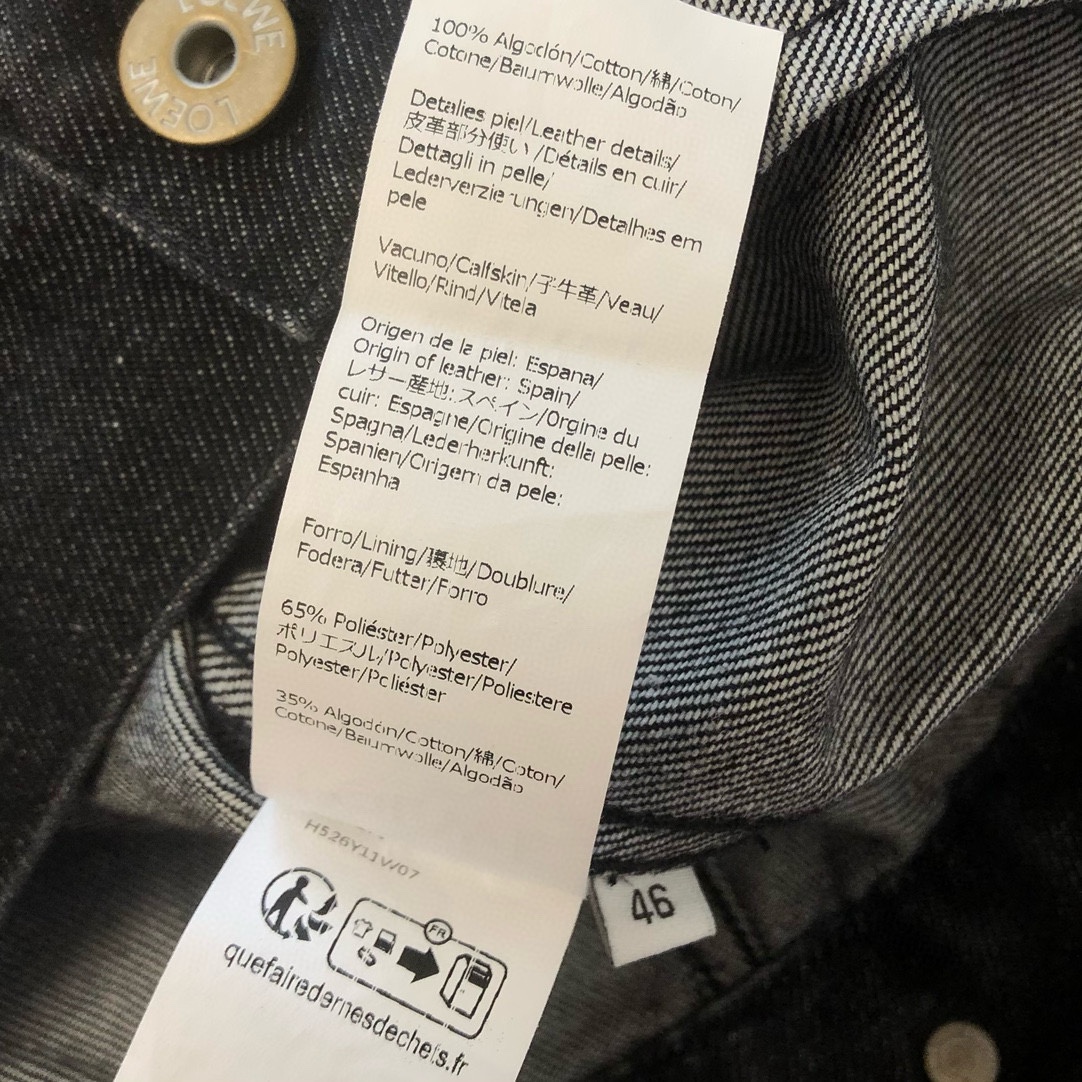 LOEWE
LOEWE
100% Algodón/Cotton/綿/Coton/
Cotone/Baumwolle/Algodão
Detalles piel/Leather details/
皮革部分使い/Détails en cuir/
Dettagli in pelle/
Lederverzierungen/Detalhes em
pele
Vacuno/Calfskin/子牛革/Veau/
Vitello/Rind/Vitela
Origen de la piel: Espana/
Origin of leather: Spain/
レザー産地:スペイン/Orgine du
cuir: Espagne/Origine della pelle:
Spagna/Lederherkunft:
Spanien/Origem da pele:
Espanha
Forro/Lining/裏地/Doublure/
Fodera/Futter/Forro
65% Poliéster/Polyester/
ポリエステル/Polyester/Poliestere
Polyester/Poliéster
35% Algodón/Cotton/綿/Coton/
Cotone/Baumwolle/Algodão
H526Y11W07
FR
quefairedemesdechets.fr
46